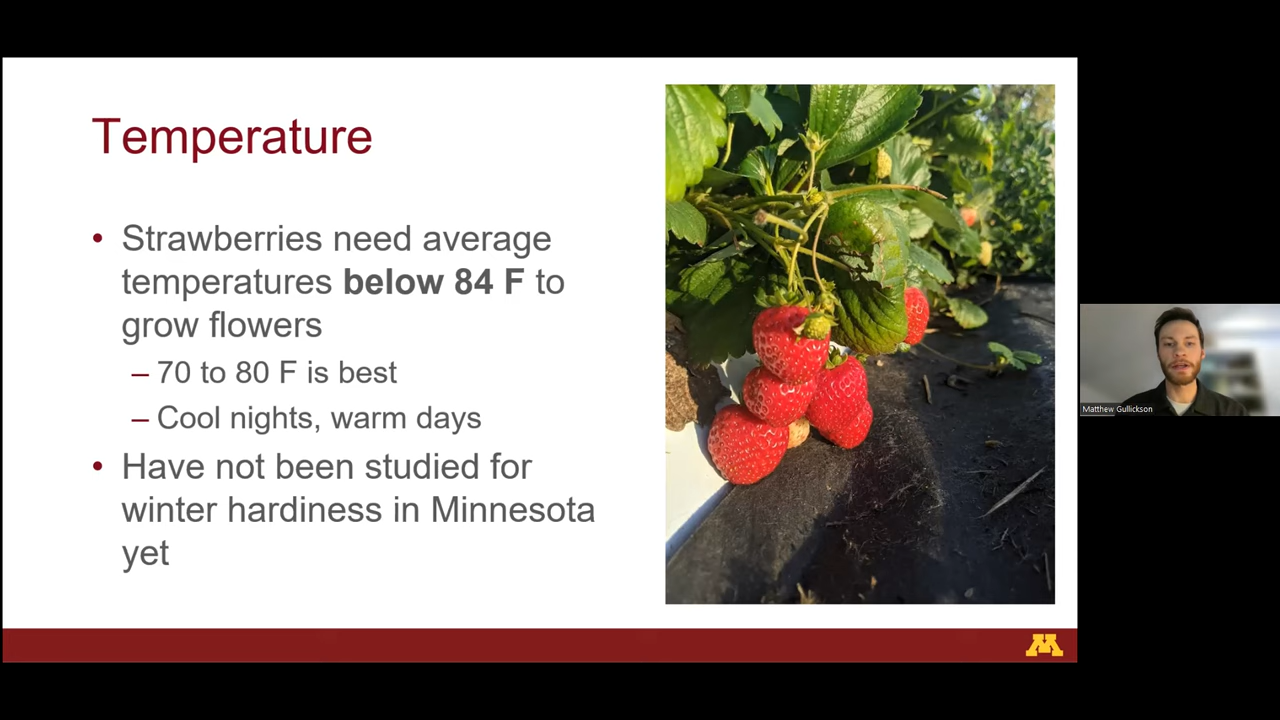 Temperature
• Strawberries need average
temperatures below 84 F to
grow flowers
– 70 to 80 F is best
– Cool nights, warm days
• Have not been studied for
winter hardiness in Minnesota
yet
M
Matthew Gullickson